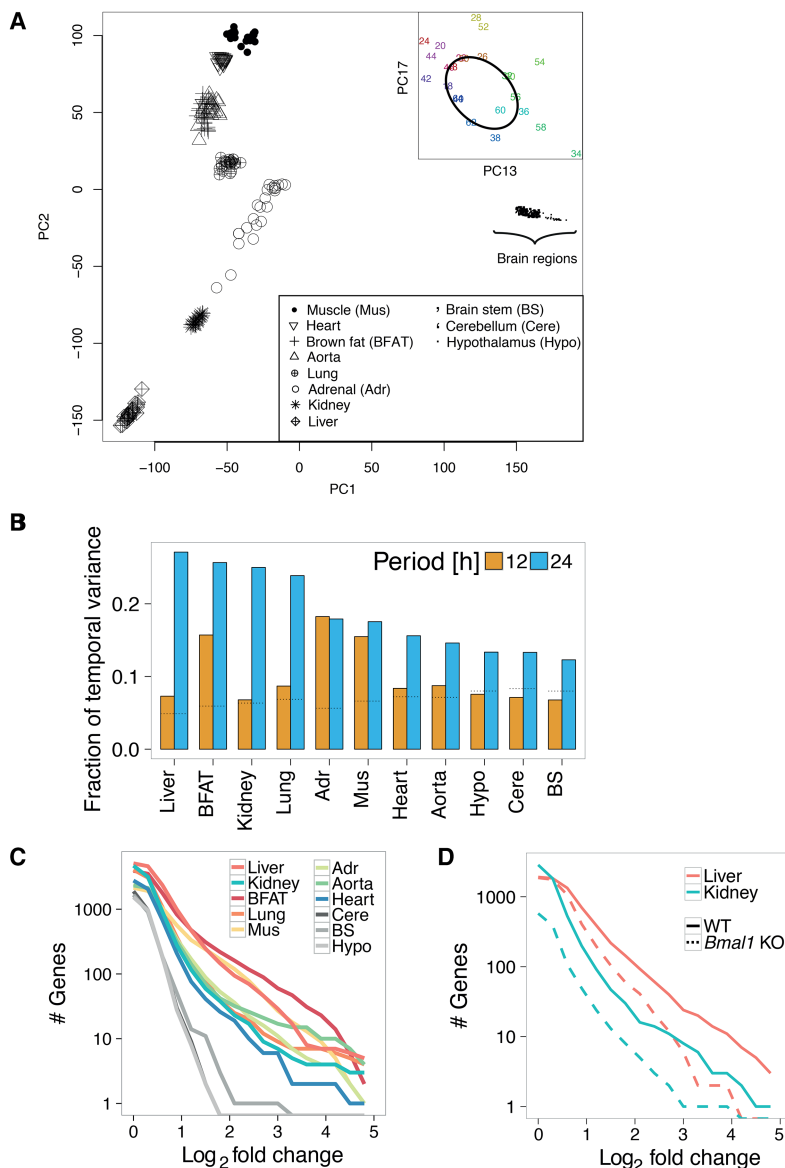 A
100
50
0
−50
−100
−150
PC2
−100
−50
0
50
100
150
PC1
PC17
PC13
28
52
24
20
44
26
54
42
18
56
60
36
62
58
38
34
Brain regions
Muscle (Mus)
Heart
Brown fat (BFAT)
Aorta
Lung
Adrenal (Adr)
Kidney
Liver
Brain stem (BS)
Cerebellum (Cere)
Hypothalamus (Hypo)
B
Period [h] 12 24
Fraction of temporal variance
0.2
0.1
0.0
Liver
BFAT
Kidney
Lung
Adr
Mus
Heart
Aorta
Hypo
Cere
BS
C
# Genes
1000
100
10
1
Liver
Kidney
BFAT
Lung
Mus
Adr
Aorta
Heart
Cere
BS
Hypo
0 1 2 3 4 5
Log2 fold change
D
# Genes
1000
100
10
1
Liver
Kidney
WT
Bmal1 KO
0 1 2 3 4 5
Log2 fold change